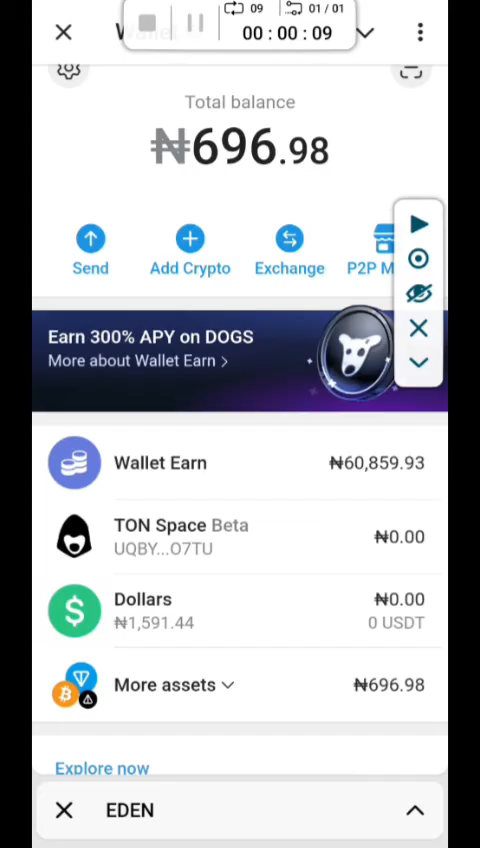 09 01 / 01
00 : 00 : 09
Total balance
₦696.98
Send
Add Crypto
Exchange
P2P M
Earn 300% APY on DOGS
More about Wallet Earn >
Wallet Earn
₦60,859.93
TON Space Beta
₦0.00
UQBY...O7TU
Dollars
₦0.00
₦1,591.44
0 USDT
More assets
₦696.98
Explore now
EDEN